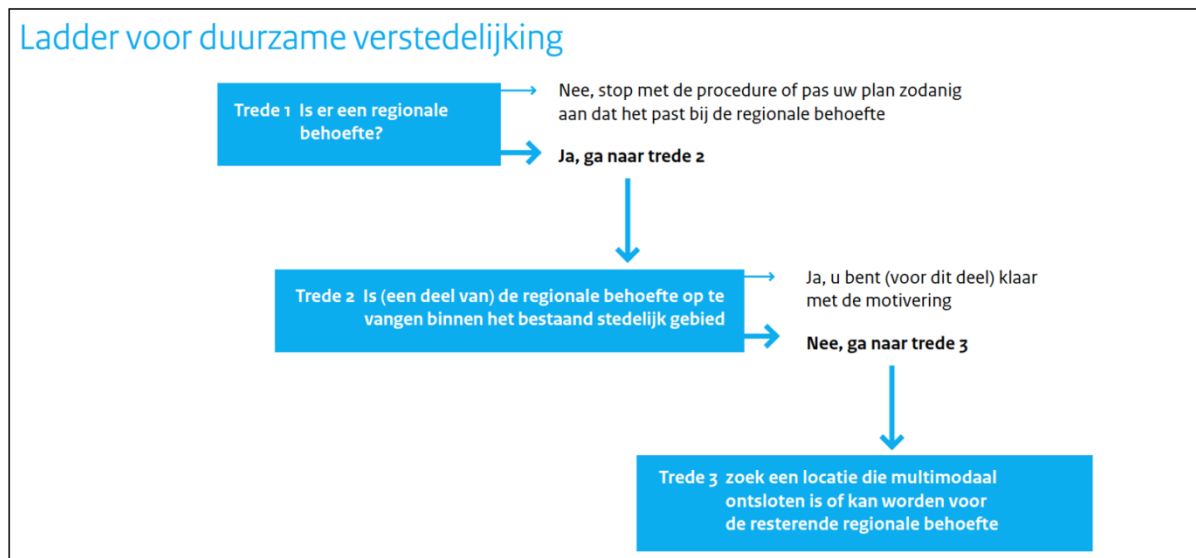 Ladder voor duurzame verstedelijking
Trede 1 Is er een regionale
behoefte?
Nee, stop met de procedure of pas uw plan zodanig
aan dat het past bij de regionale behoefte
Ja, ga naar trede 2
Trede 2 Is (een deel van) de regionale behoefte op te
vangen binnen het bestaand stedelijk gebied
Ja, u bent (voor dit deel) klaar
met de motivering
Nee, ga naar trede 3
Trede 3 zoek een locatie die multimodaal
ontsloten is of kan worden voor
de resterende regionale behoefte